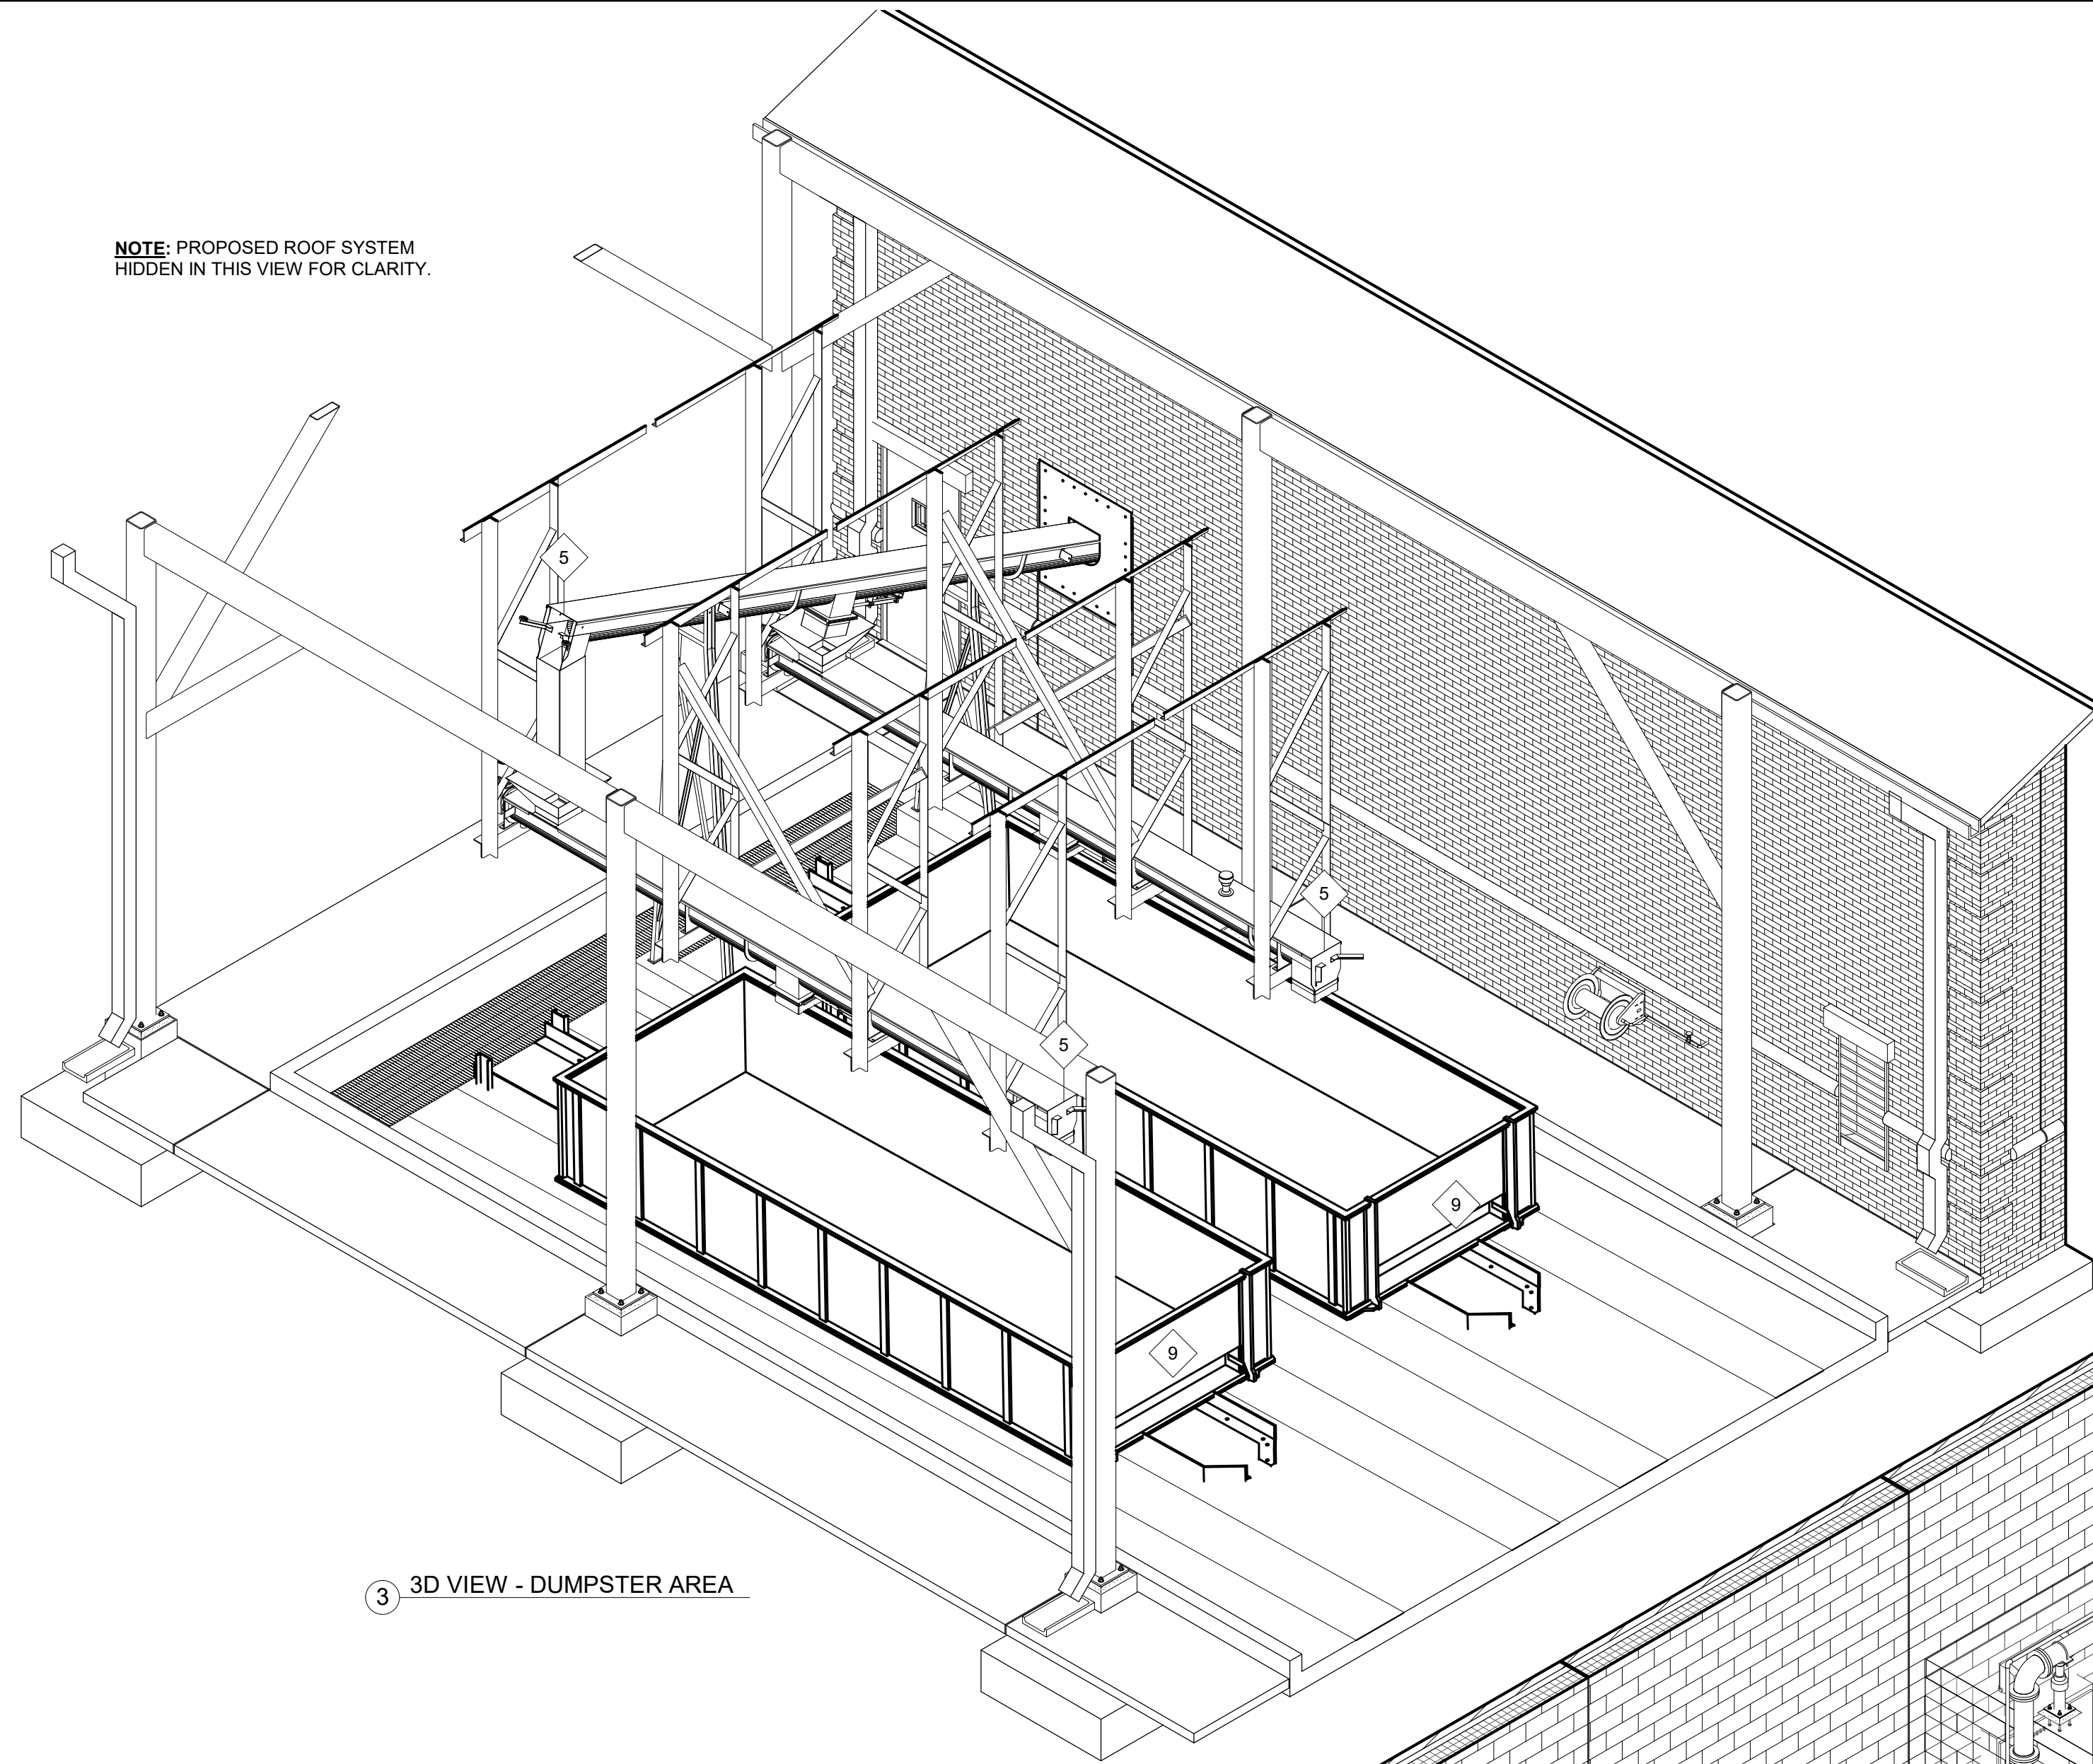 NOTE: PROPOSED ROOF SYSTEM
HIDDEN IN THIS VIEW FOR CLARITY.
5
5
5
9
9
3 3D VIEW - DUMPSTER AREA